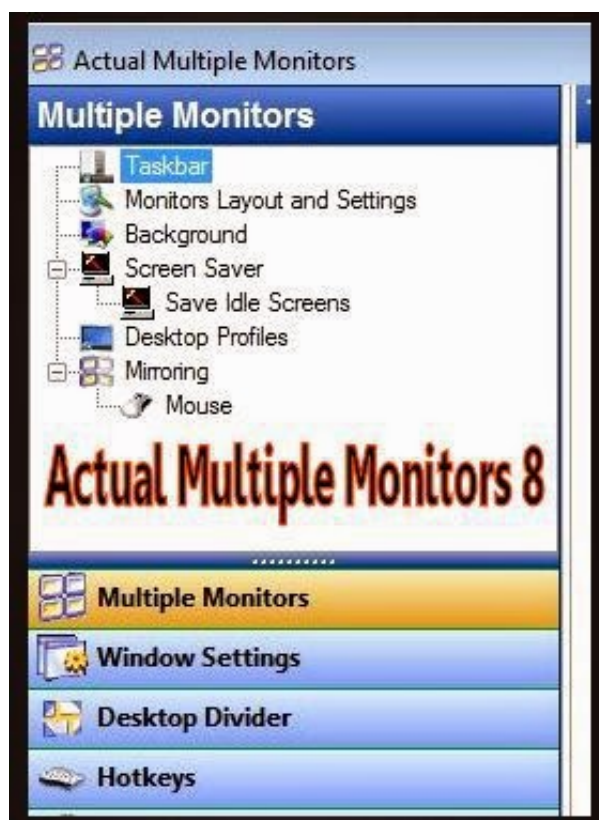 Actual Multiple Monitors
Multiple Monitors
Taskbar
Monitors Layout and Settings
Background
Screen Saver
Save Idle Screens
Desktop Profiles
Mirroring
Mouse
Actual Multiple Monitors 8
Multiple Monitors
Window Settings
Desktop Divider
Hotkeys